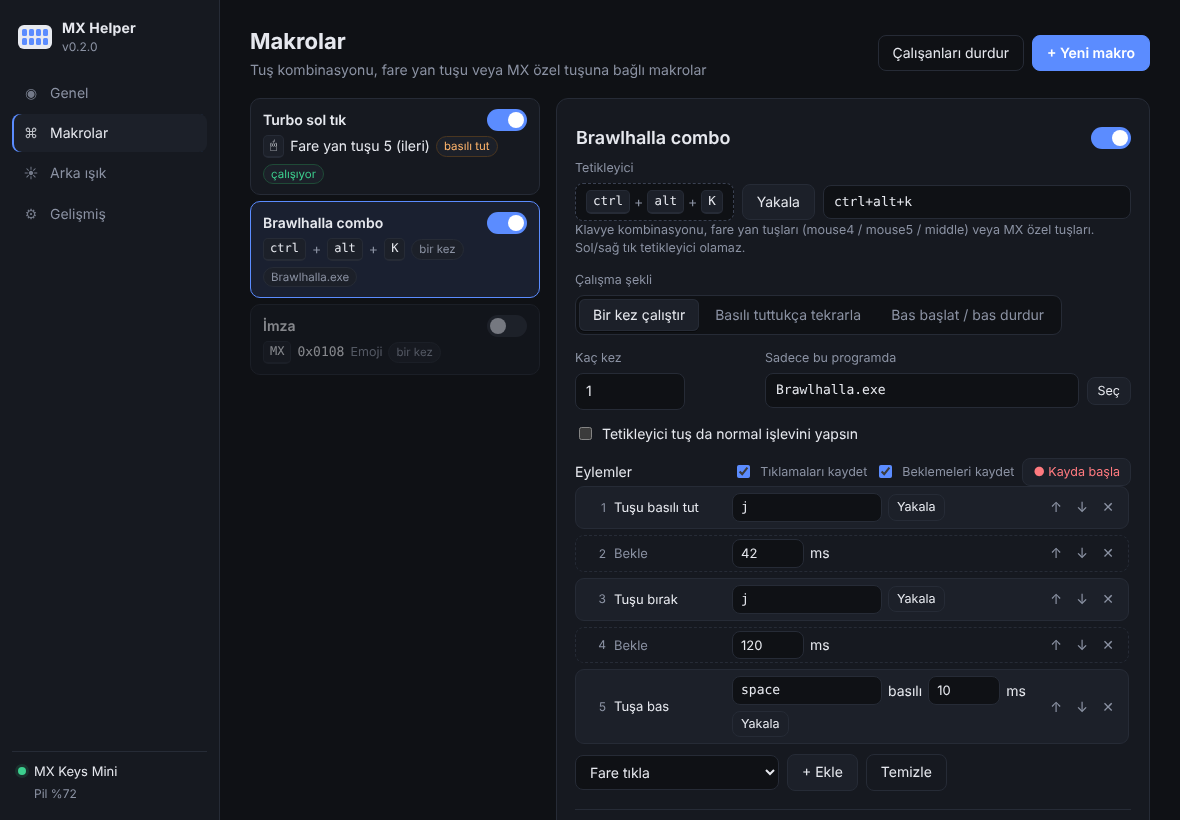 MX Helper
v0.2.0
Genel
Makrolar
Arka ışık
Gelişmiş
MX Keys Mini
Pil %72
Makrolar
Tuş kombinasyonu, fare yan tuşu veya MX özel tuşuna bağlı makrolar
Çalışanları durdur
+ Yeni makro
Turbo sol tık
Fare yan tuşu 5 (ileri) basılı tut
çalışıyor
Brawlhalla combo
ctrl + alt + K bir kez
Brawlhalla.exe
İmza
MX 0x0108 Emoji bir kez
Brawlhalla combo
Tetikleyici
ctrl + alt + K Yakala ctrl+alt+k
Klavye kombinasyonu, fare yan tuşları (mouse4 / mouse5 / middle) veya MX özel tuşları.
Sol/sağ tık tetikleyici olamaz.
Çalışma şekli
Bir kez çalıştır Basılı tuttukça tekrarla Bas başlat / bas durdur
Kaç kez Sadece bu programda
1 Brawlhalla.exe Seç
Tetikleyici tuş da normal işlevini yapsın
Eylemler Tıklamaları kaydet Beklemeleri kaydet Kayda başla
1 Tuşu basılı tut j Yakala ↑ ↓ ✕
2 Bekle 42 ms ↑ ↓ ✕
3 Tuşu bırak j Yakala ↑ ↓ ✕
4 Bekle 120 ms ↑ ↓ ✕
5 Tuşa bas space basılı 10 ms ↑ ↓ ✕
Yakala
Fare tıkla + Ekle Temizle